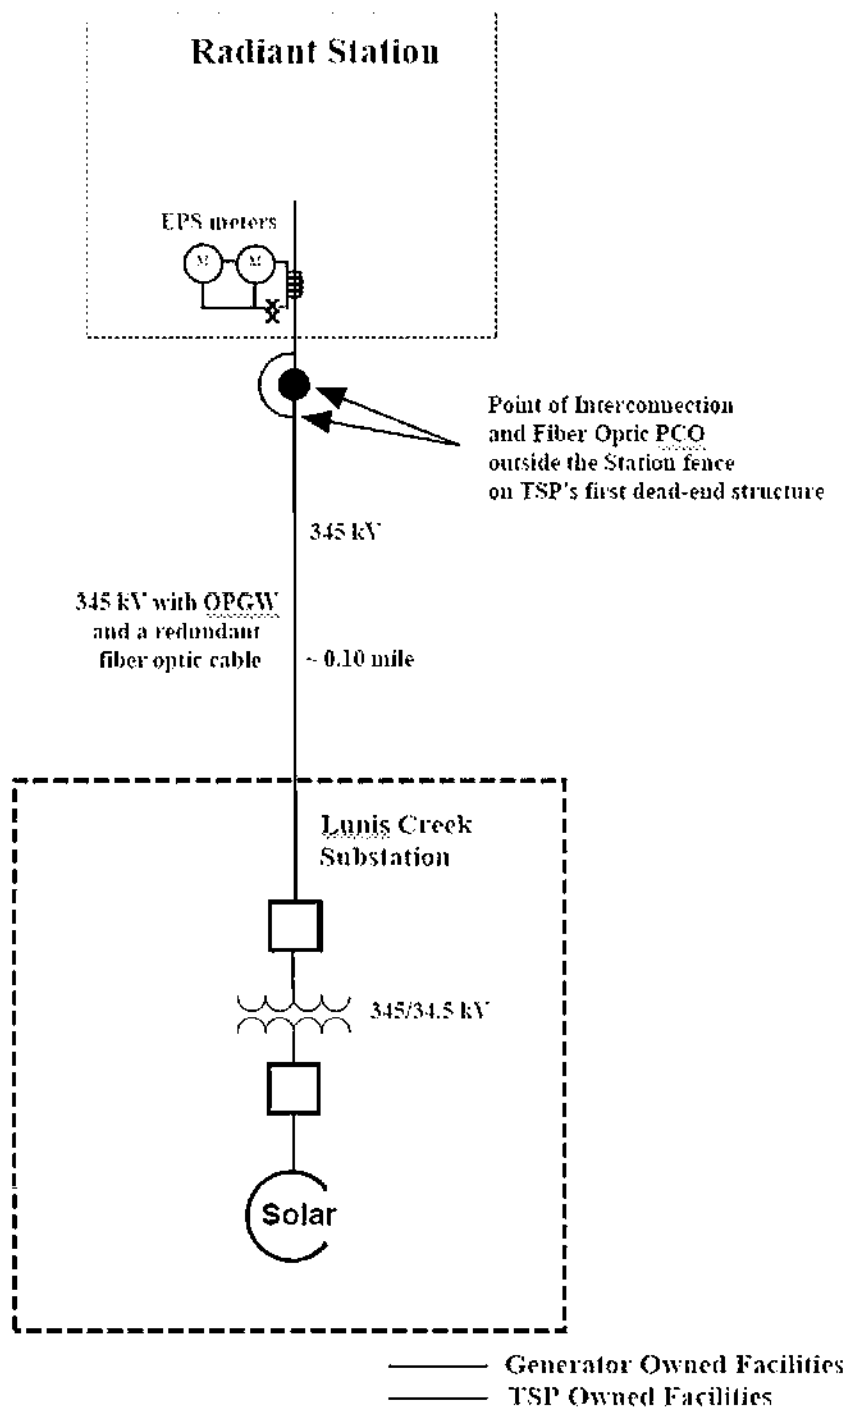 Radiant Station
EPS meters
M M
Point of Interconnection
and Fiber Optic PCO
outside the Station fence
on TSP's first dead-end structure
345 kV
345 kV with OPGW
and a redundant
fiber optic cable
~ 0.10 mile
Lunis Creek
Substation
345/34.5 kV
Solar
Generator Owned Facilities
TSP Owned Facilities